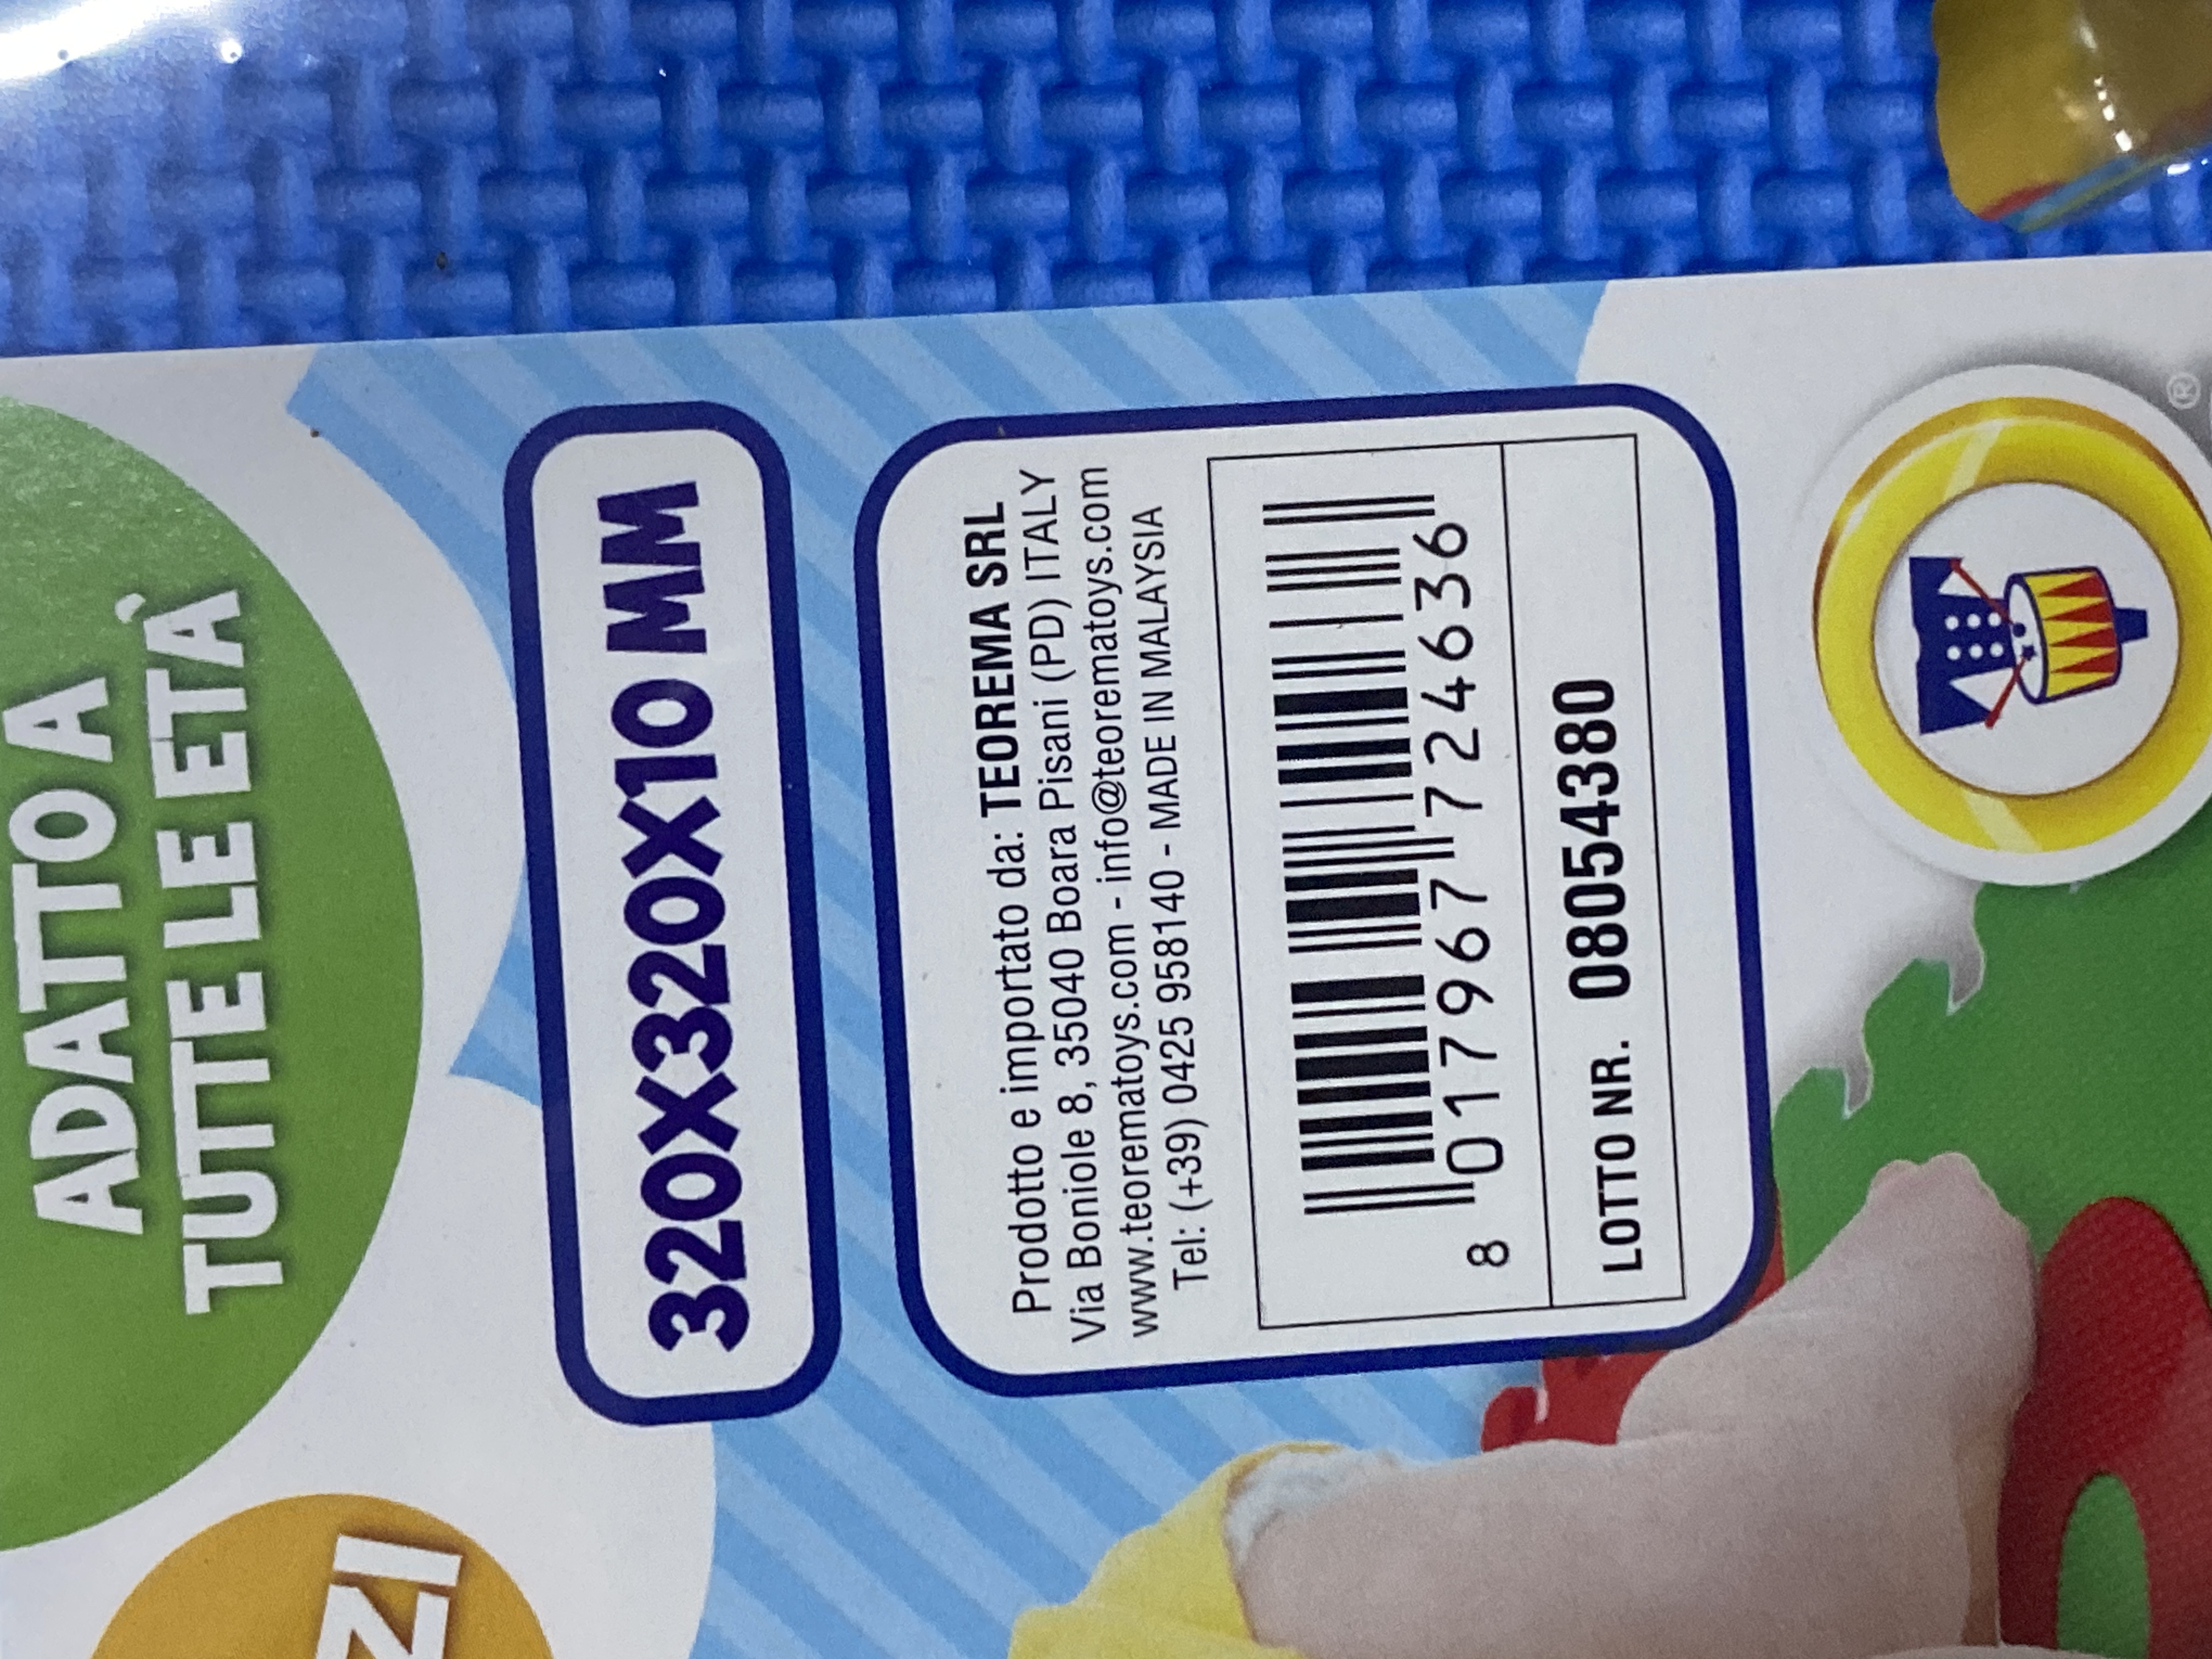 ADATTO A
TUTTE LE ETÀ
ZI
320X320X10 MM
Prodotto e importato da: TEOREMA SRL
Via Boniole 8, 35040 Boara Pisani (PD) ITALY
www.teorematoys.com - info@teorematoys.com
Tel: (+39) 0425 958140 - MADE IN MALAYSIA
8 017967 724636
LOTTO NR. 08054380
®